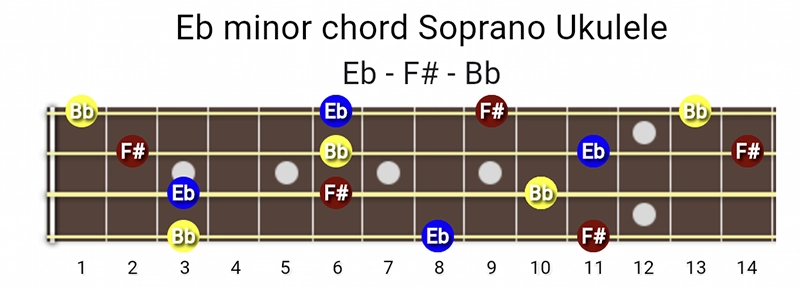 Eb minor chord Soprano Ukulele
Eb - F# - Bb
Bb Eb F# Bb
F# Bb Eb F#
Eb F# Bb
Bb Eb F#
1 2 3 4 5 6 7 8 9 10 11 12 13 14